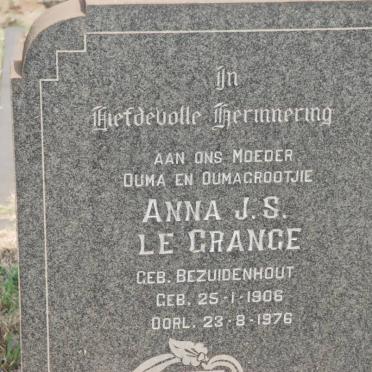 In
Liefdevolle Herinnering
AAN ONS MOEDER
OUMA EN OUMAGROOTJIE
ANNA J.S.
LE GRANGE
GEB. BEZUIDENHOUT
GEB. 25-1-1906
OORL. 23-8-1976